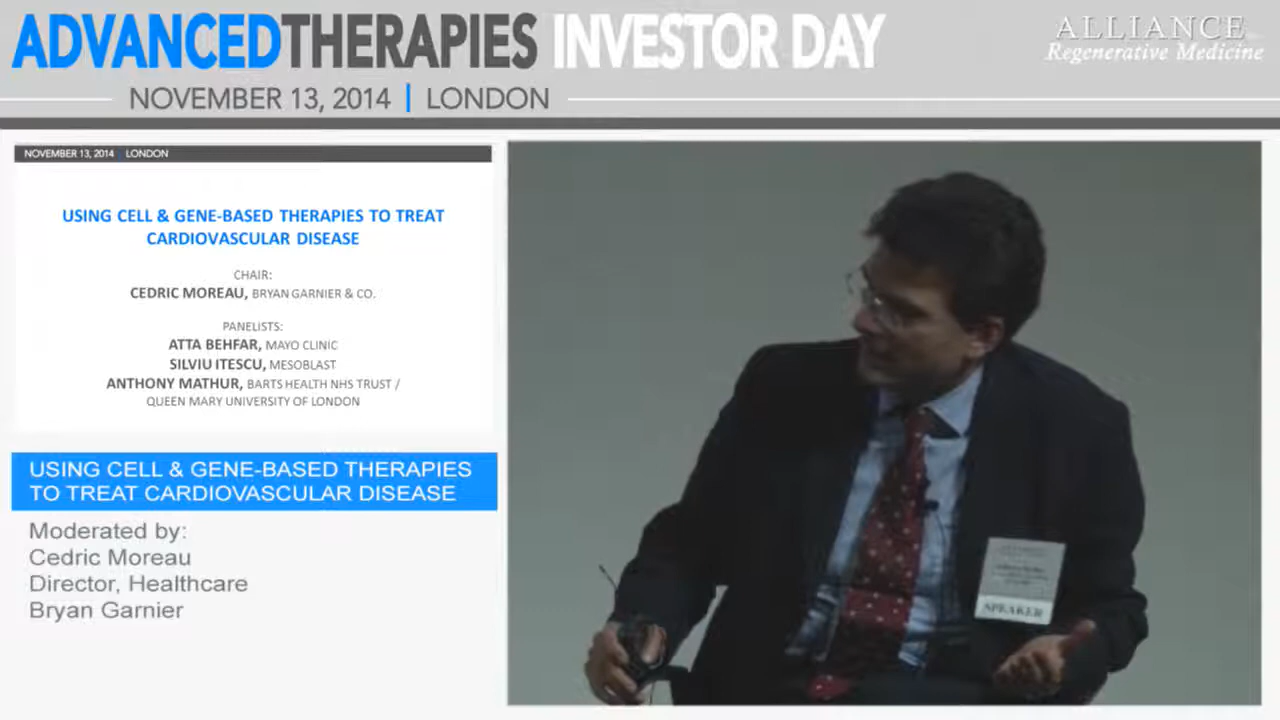 ADVANCEDTHERAPIES INVESTOR DAY
NOVEMBER 13, 2014 | LONDON
ALLIANCE
Regenerative Medicine
NOVEMBER 13, 2014 | LONDON
USING CELL & GENE-BASED THERAPIES TO TREAT
CARDIOVASCULAR DISEASE
CHAIR:
CEDRIC MOREAU, BRYAN GARNIER & CO.
PANELISTS:
ATTA BEHFAR, MAYO CLINIC
SILVIU ITESCU, MESOBLAST
ANTHONY MATHUR, BARTS HEALTH NHS TRUST /
QUEEN MARY UNIVERSITY OF LONDON
USING CELL & GENE-BASED THERAPIES
TO TREAT CARDIOVASCULAR DISEASE
Moderated by:
Cedric Moreau
Director, Healthcare
Bryan Garnier
SPEAKER